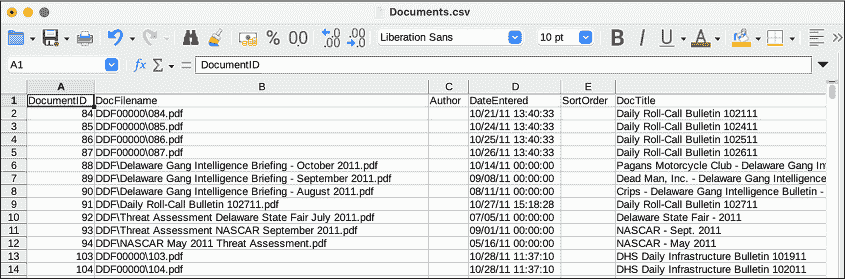 Documents.csv
% 0,0 .00 →.0 ←.0 .00 Liberation Sans 10 pt B I U A
A1 fx Σ = DocumentID
A B C D E F
1 DocumentID DocFilename Author DateEntered SortOrder DocTitle
2 84 DDF00000\084.pdf 10/21/11 13:40:33 Daily Roll-Call Bulletin 102111
3 85 DDF00000\085.pdf 10/24/11 13:40:33 Daily Roll-Call Bulletin 102411
4 86 DDF00000\086.pdf 10/25/11 13:40:33 Daily Roll-Call Bulletin 102511
5 87 DDF00000\087.pdf 10/26/11 13:40:33 Daily Roll-Call Bulletin 102611
6 88 DDF\Delaware Gang Intelligence Briefing - October 2011.pdf 10/14/11 00:00:00 Pagans Motorcycle Club - Delaware Gang Int
7 89 DDF\Delaware Gang Intelligence Briefing - September 2011.pdf 09/08/11 00:00:00 Dead Man, Inc. - Delaware Gang Intelligence
8 90 DDF\Delaware Gang Intelligence Briefing - August 2011.pdf 08/11/11 00:00:00 Crips - Delaware Gang Intelligence Bulletin -
9 91 DDF\Daily Roll-Call Bulletin 102711.pdf 10/27/11 15:18:28 Daily Roll-Call Bulletin 102711
10 92 DDF\Threat Assessment Delaware State Fair July 2011.pdf 07/05/11 00:00:00 Delaware State Fair - 2011
11 93 DDF\Threat Assessment NASCAR September 2011.pdf 09/01/11 00:00:00 NASCAR - Sept. 2011
12 94 DDF\NASCAR May 2011 Threat Assessment.pdf 05/16/11 00:00:00 NASCAR - May 2011
13 103 DDF00000\103.pdf 10/28/11 11:37:10 DHS Daily Infrastructure Bulletin 101911
14 104 DDF00000\104.pdf 10/28/11 11:37:10 DHS Daily Infrastructure Bulletin 102011